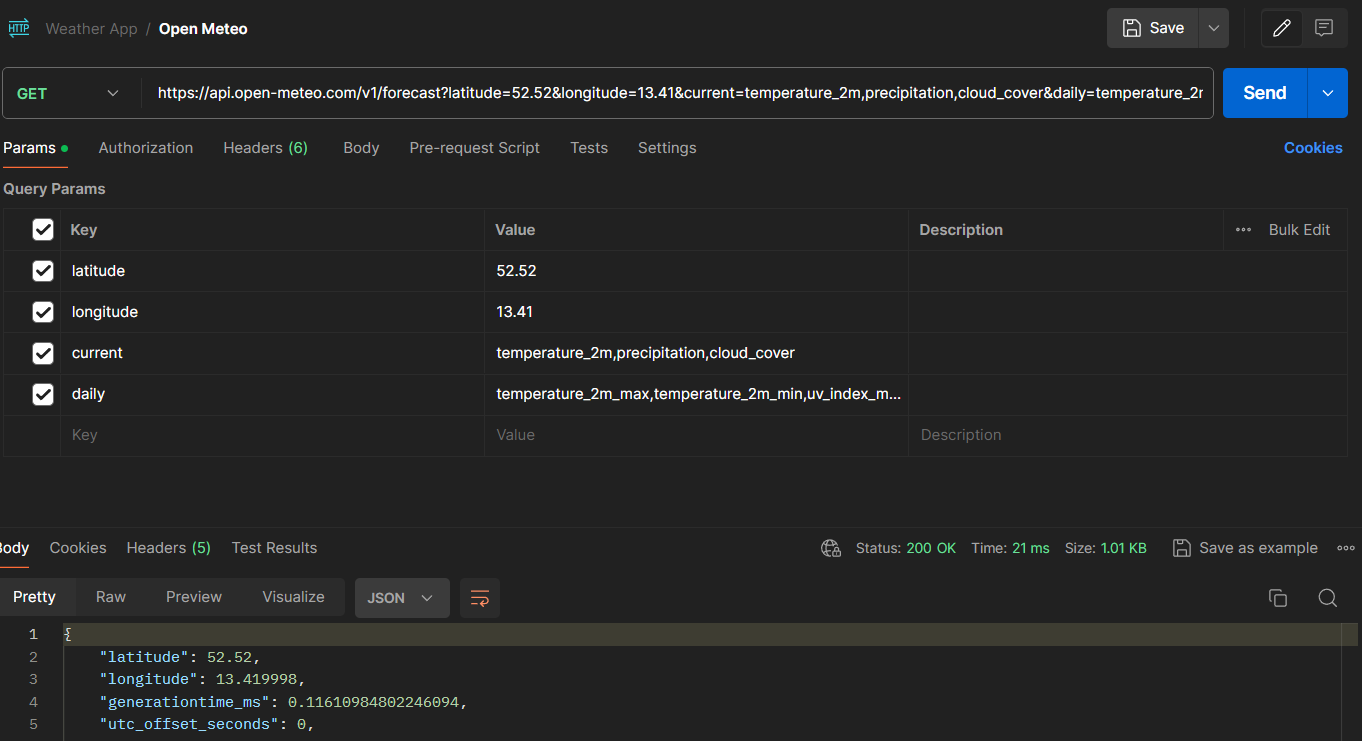 HTTP Weather App / Open Meteo Save
GET https://api.open-meteo.com/v1/forecast?latitude=52.52&longitude=13.41&current=temperature_2m,precipitation,cloud_cover&daily=temperature_2r Send
Params Authorization Headers (6) Body Pre-request Script Tests Settings Cookies
Query Params
Key Value Description Bulk Edit
latitude 52.52
longitude 13.41
current temperature_2m,precipitation,cloud_cover
daily temperature_2m_max,temperature_2m_min,uv_index_m...
Key Value Description
Body Cookies Headers (5) Test Results Status: 200 OK Time: 21 ms Size: 1.01 KB Save as example
Pretty Raw Preview Visualize JSON
1 {
2 "latitude": 52.52,
3 "longitude": 13.419998,
4 "generationtime_ms": 0.11610984802246094,
5 "utc_offset_seconds": 0,